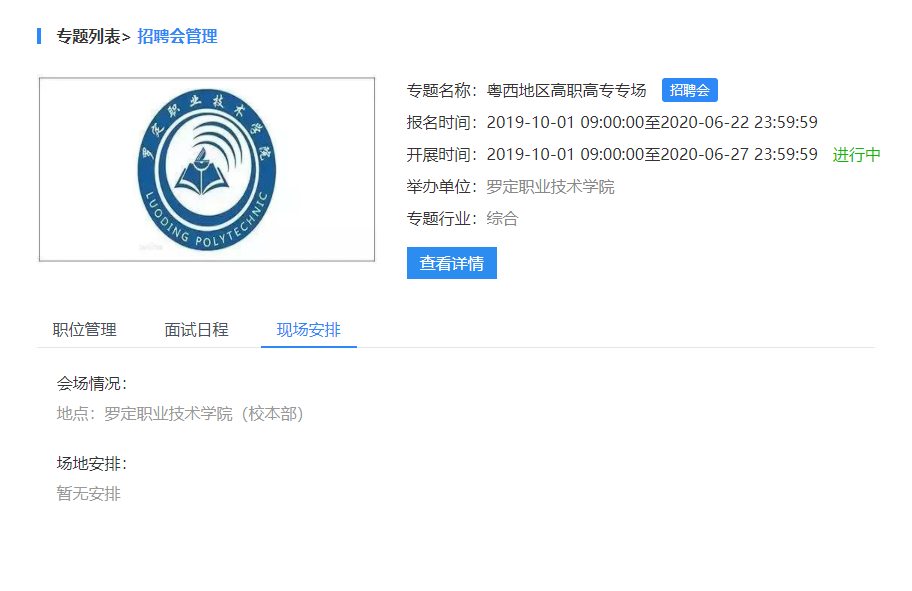 专题列表> 招聘会管理
罗定职业技术学院
LUODING POLYTECHNIC
专题名称：粤西地区高职高专专场 招聘会
报名时间：2019-10-01 09:00:00至2020-06-22 23:59:59
开展时间：2019-10-01 09:00:00至2020-06-27 23:59:59 进行中
举办单位：罗定职业技术学院
专题行业：综合
查看详情
职位管理 面试日程 现场安排
会场情况：
地点：罗定职业技术学院（校本部）
场地安排：
暂无安排